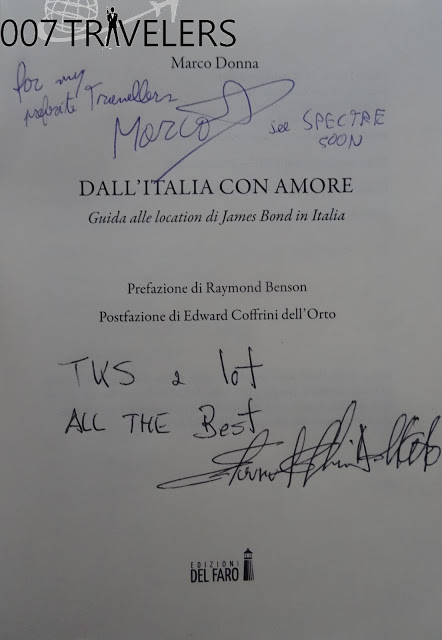 007TRAVELERS
Marco Donna
for my
preferite Travellers
Marco
see SPECTRE
SOON
DALL'ITALIA CON AMORE
Guida alle location di James Bond in Italia
Prefazione di Raymond Benson
Postfazione di Edward Coffrini dell'Orto
TKS a lot
ALL THE Best
EDIZIONI
DEL FARO